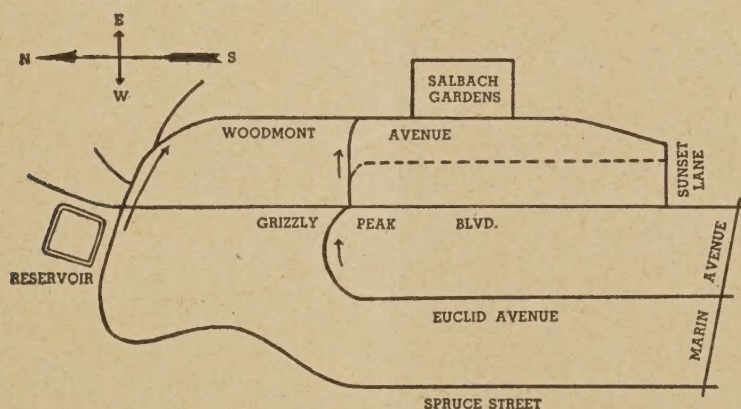 E
N S
W
SALBACH
GARDENS
WOODMONT AVENUE
SUNSET
LANE
GRIZZLY PEAK BLVD.
RESERVOIR
EUCLID AVENUE
MARIN AVENUE
SPRUCE STREET